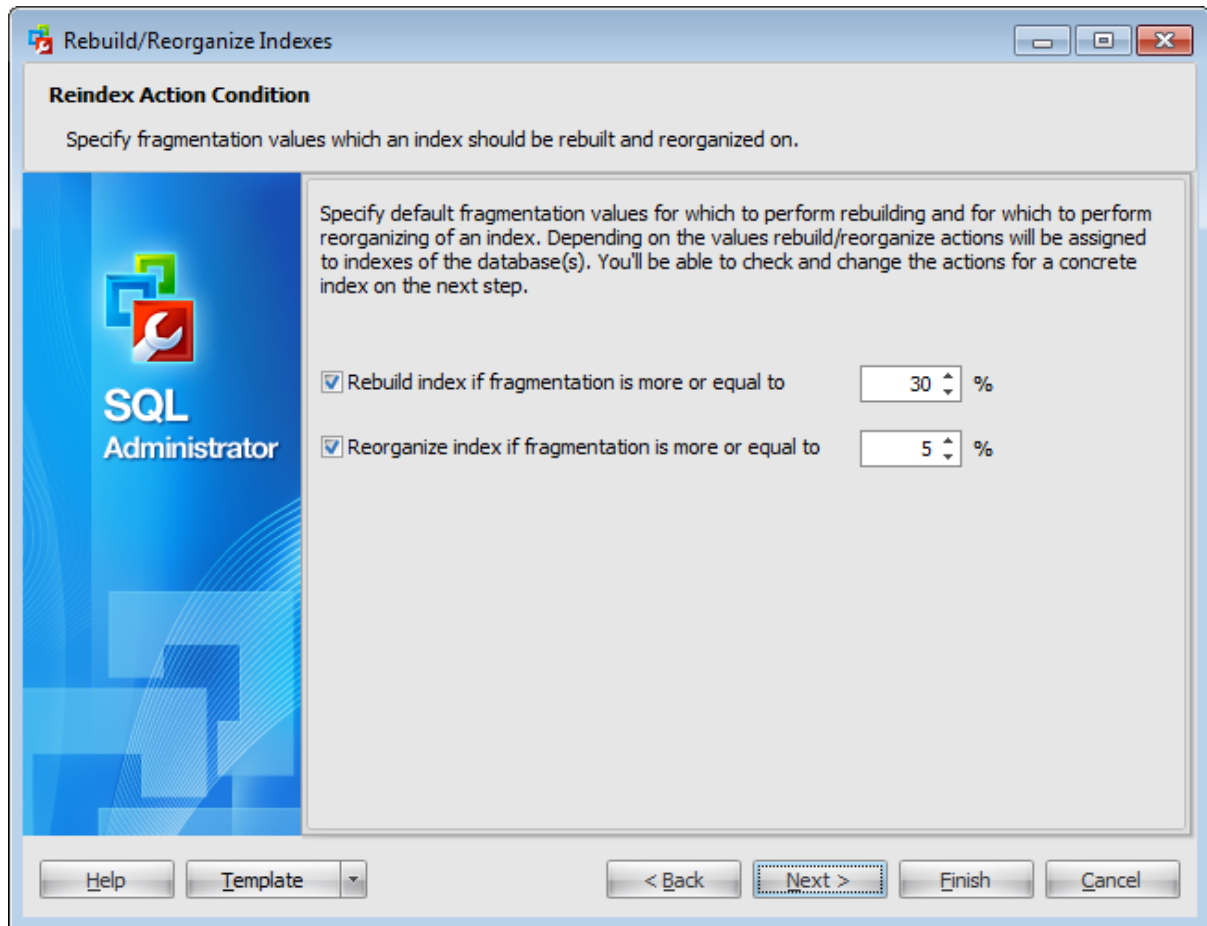 Rebuild/Reorganize Indexes
Reindex Action Condition
Specify fragmentation values which an index should be rebuilt and reorganized on.
Specify default fragmentation values for which to perform rebuilding and for which to perform
reorganizing of an index. Depending on the values rebuild/reorganize actions will be assigned
to indexes of the database(s). You'll be able to check and change the actions for a concrete
index on the next step.
Rebuild index if fragmentation is more or equal to 30 %
SQL
Administrator
Reorganize index if fragmentation is more or equal to 5 %
Help Template < Back Next > Finish Cancel